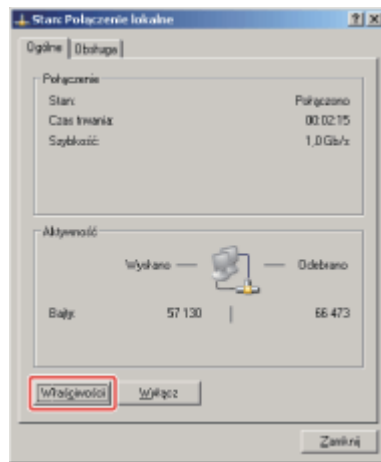 Stan: Połączenie lokalne
Ogólne Obsługa
Połączenie
Stan: Połączono
Czas trwania: 00:02:15
Szybkość: 1,0 Gb/s
Aktywność
Wysłano — — Odebrano
Bajty: 57 130 | 66 473
Właściwości Wyłącz
Zamknij